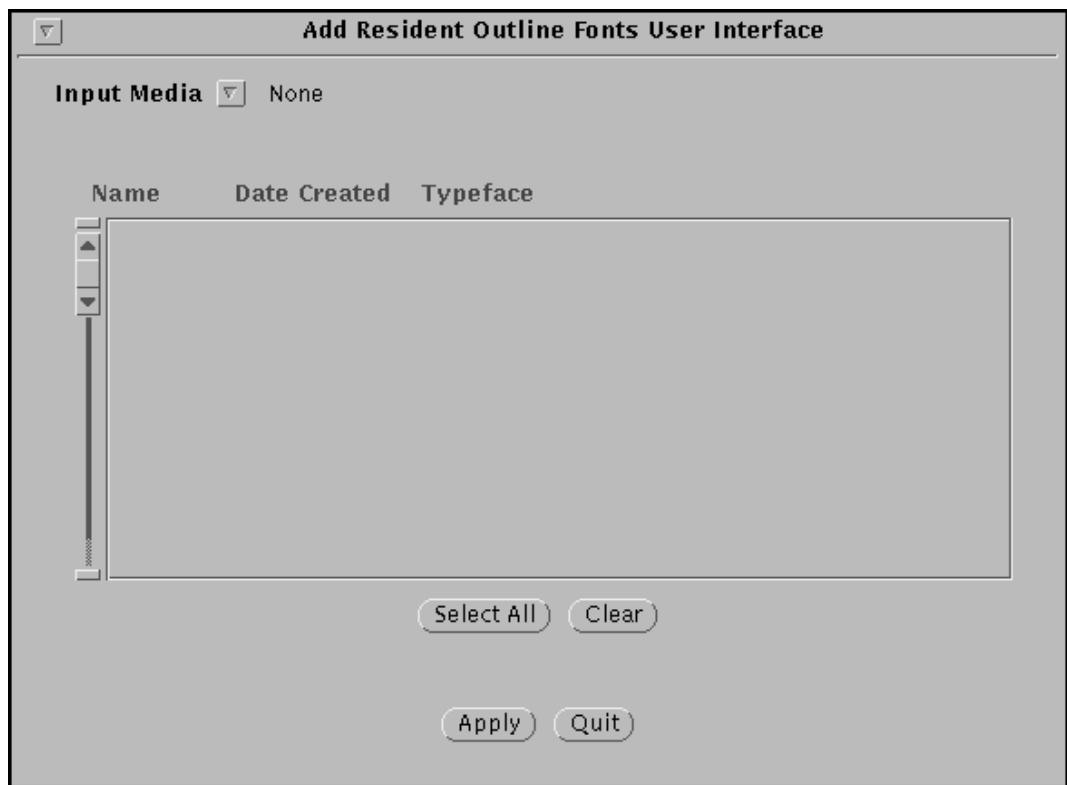 Add Resident Outline Fonts User Interface
Input Media None
Name Date Created Typeface
Select All Clear
Apply Quit